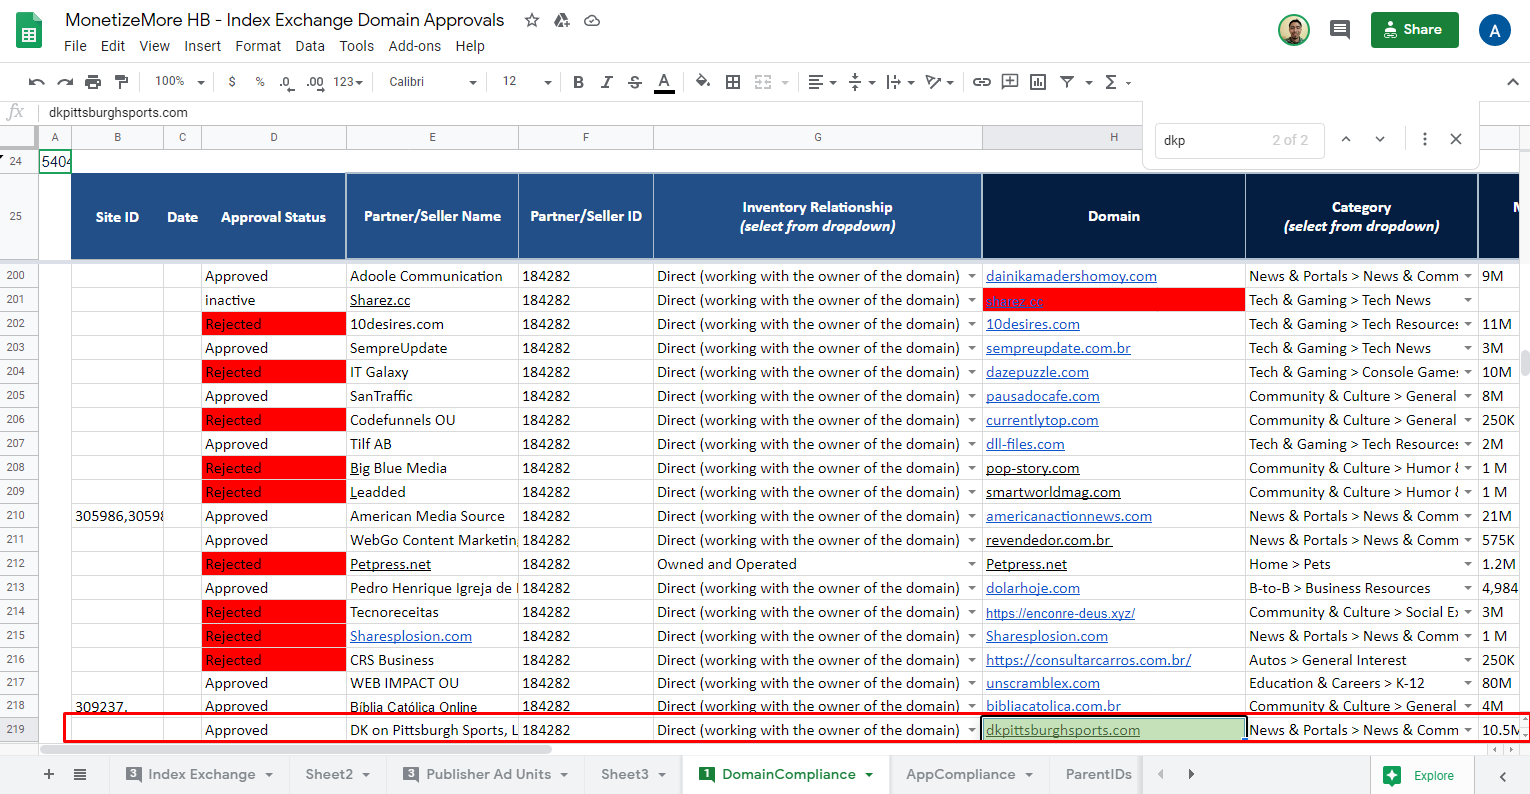 MonetizeMore HB - Index Exchange Domain Approvals
File Edit View Insert Format Data Tools Add-ons Help
Share
A
100% $ % .0 .00 123 Calibri 12 B I S A Σ
fx dkpittsburghsports.com
dkp 2 of 2
A B C D E F G H
24 5404
25 Site ID Date Approval Status Partner/Seller Name Partner/Seller ID Inventory Relationship (select from dropdown) Domain Category (select from dropdown)
200 Approved Adoole Communication 184282 Direct (working with the owner of the domain) dainikamadershomoy.com News & Portals > News & Comm 9M
201 inactive Sharez.cc 184282 Direct (working with the owner of the domain) sharez.cc Tech & Gaming > Tech News
202 Rejected 10desires.com 184282 Direct (working with the owner of the domain) 10desires.com Tech & Gaming > Tech Resources 11M
203 Approved SempreUpdate 184282 Direct (working with the owner of the domain) sempreupdate.com.br Tech & Gaming > Tech News 3M
204 Rejected IT Galaxy 184282 Direct (working with the owner of the domain) dazepuzzle.com Tech & Gaming > Console Games 10M
205 Approved SanTraffic 184282 Direct (working with the owner of the domain) pausadocafe.com Community & Culture > General 8M
206 Rejected Codefunnels OU 184282 Direct (working with the owner of the domain) currentlytop.com Community & Culture > General 250K
207 Approved Tilf AB 184282 Direct (working with the owner of the domain) dll-files.com Tech & Gaming > Tech Resources 2M
208 Rejected Big Blue Media 184282 Direct (working with the owner of the domain) pop-story.com Community & Culture > Humor & 1 M
209 Rejected Leadded 184282 Direct (working with the owner of the domain) smartworldmag.com Community & Culture > Humor & 1 M
210 305986,30598 Approved American Media Source 184282 Direct (working with the owner of the domain) americanactionnews.com News & Portals > News & Comm 21M
211 Approved WebGo Content Marketing 184282 Direct (working with the owner of the domain) revendedor.com.br News & Portals > News & Comm 575K
212 Rejected Petpress.net 184282 Owned and Operated Petpress.net Home > Pets 1.2M
213 Approved Pedro Henrique Igreja de 184282 Direct (working with the owner of the domain) dolarhoje.com B-to-B > Business Resources 4,984
214 Rejected Tecnoreceitas 184282 Direct (working with the owner of the domain) https://enconre-deus.xyz/ Community & Culture > Social Ex 3M
215 Rejected Sharesplosion.com 184282 Direct (working with the owner of the domain) Sharesplosion.com News & Portals > News & Comm 1 M
216 Rejected CRS Business 184282 Direct (working with the owner of the domain) https://consultarcarros.com.br/ Autos > General Interest 250K
217 Approved WEB IMPACT OU 184282 Direct (working with the owner of the domain) unscramblex.com Education & Careers > K-12 80M
218 309237, Approved Bíblia Católica Online 184282 Direct (working with the owner of the domain) bibliacatolica.com.br Community & Culture > General 4M
219 Approved DK on Pittsburgh Sports, L 184282 Direct (working with the owner of the domain) dkpittsburghsports.com News & Portals > News & Comm 10.5M
3 Index Exchange Sheet2 3 Publisher Ad Units Sheet3 1 DomainCompliance AppCompliance ParentIDs Explore